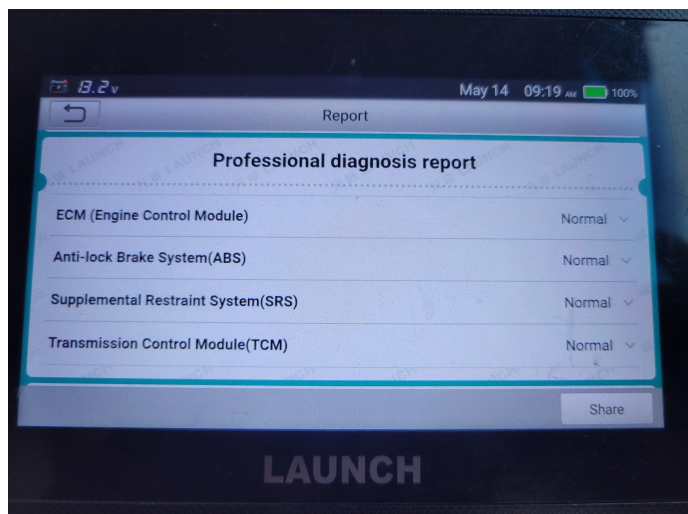 13.2 v
May 14 09:19 AM 100%
Report
Professional diagnosis report
ECM (Engine Control Module) Normal
Anti-lock Brake System(ABS) Normal
Supplemental Restraint System(SRS) Normal
Transmission Control Module(TCM) Normal
Share
LAUNCH